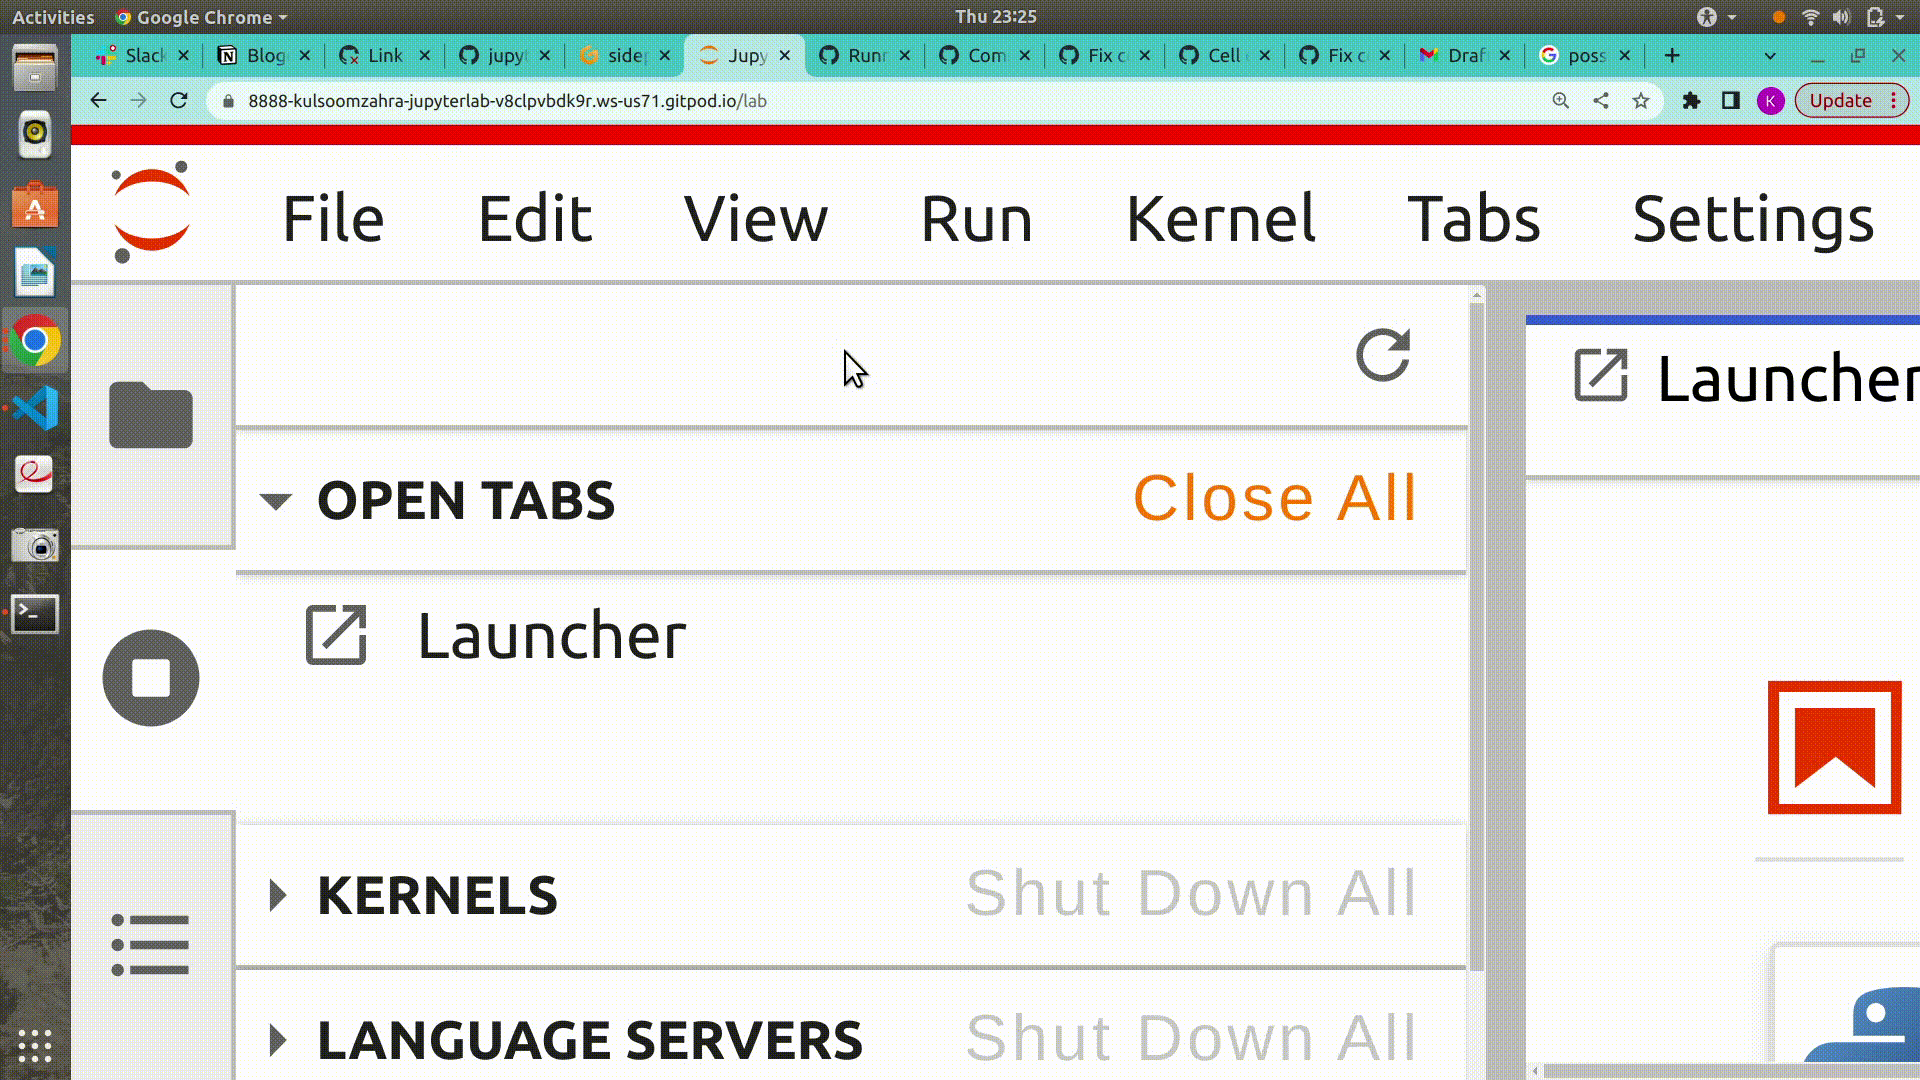 Activities Google Chrome Thu 23:25
Slack Blog Link jupyt side Jupy Runn Com Fix c Cell Fix c Draf poss
8888-kulsoomzahra-jupyterlab-v8clpvbdk9r.ws-us71.gitpod.io/lab K Update
File Edit View Run Kernel Tabs Settings
Launcher
OPEN TABS Close All
Launcher
KERNELS Shut Down All
LANGUAGE SERVERS Shut Down All